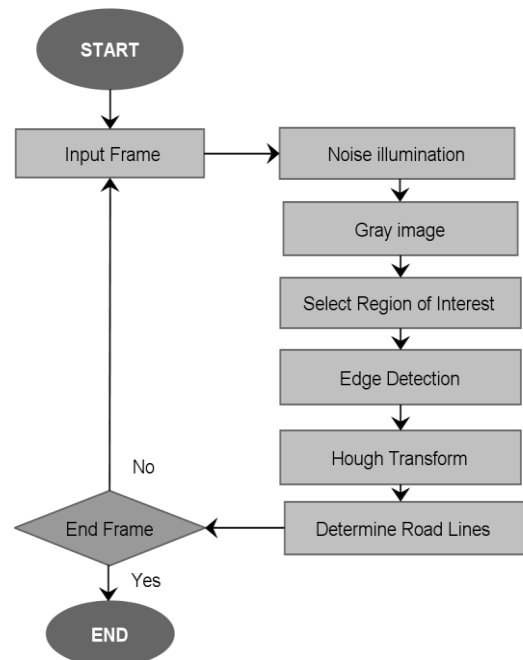 START
Input Frame
Noise illumination
Gray image
Select Region of Interest
Edge Detection
Hough Transform
Determine Road Lines
End Frame
No
Yes
END